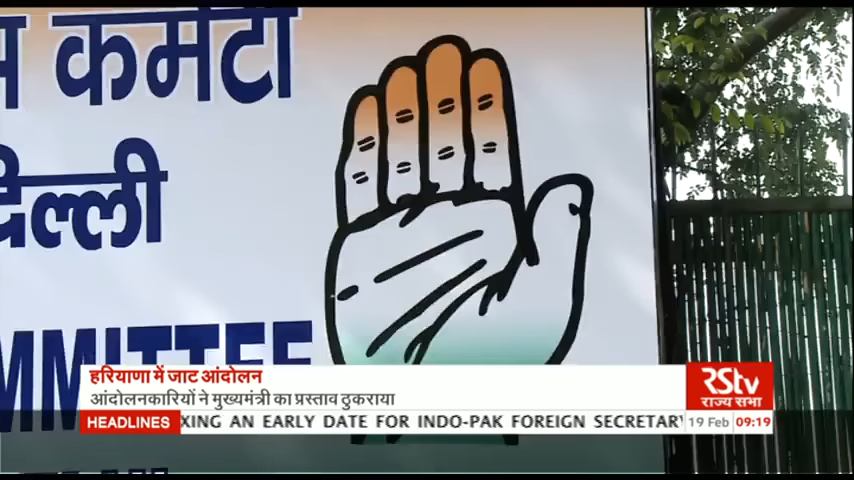 कमेटी
दिल्ली
MMITTEE
हरियाणा में जाट आंदोलन
आंदोलनकारियों ने मुख्यमंत्री का प्रस्ताव ठुकराया
RStv
राज्य सभा
HEADLINES XING AN EARLY DATE FOR INDO-PAK FOREIGN SECRETARY 19 Feb 09:19